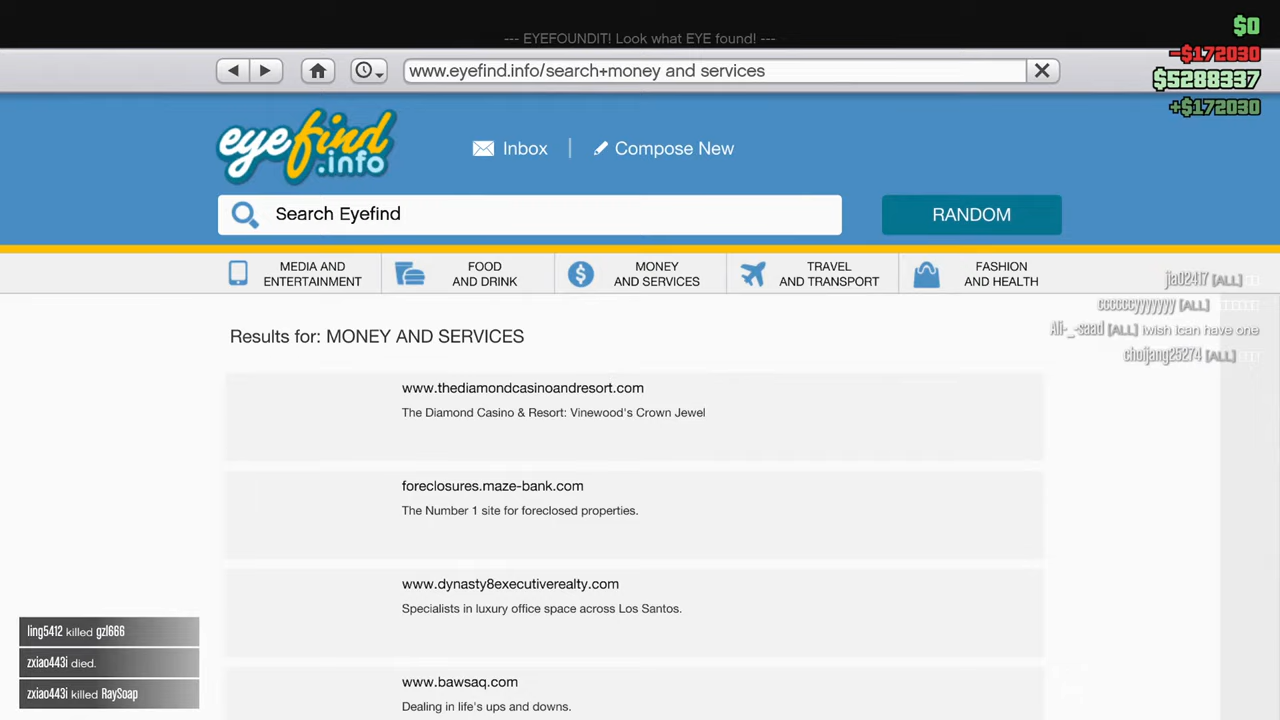 --- EYEFOUNDIT! Look what EYE found! ---
$0
-$172030
$5288337
+$172030
www.eyefind.info/search+money and services
eyefind
.info
Inbox
Compose New
Search Eyefind
RANDOM
MEDIA AND
ENTERTAINMENT
FOOD
AND DRINK
MONEY
AND SERVICES
TRAVEL
AND TRANSPORT
FASHION
AND HEALTH
jia02417 [ALL]
ccccccyyyyyyy [ALL]
Ali-_-saad [ALL] iwish ican have one
choijang25274 [ALL]
Results for: MONEY AND SERVICES
www.thediamondcasinoandresort.com
The Diamond Casino & Resort: Vinewood's Crown Jewel
foreclosures.maze-bank.com
The Number 1 site for foreclosed properties.
www.dynasty8executiverealty.com
Specialists in luxury office space across Los Santos.
www.bawsaq.com
Dealing in life's ups and downs.
ling5412 killed gzl666
zxiao443i died.
zxiao443i killed RaySoap